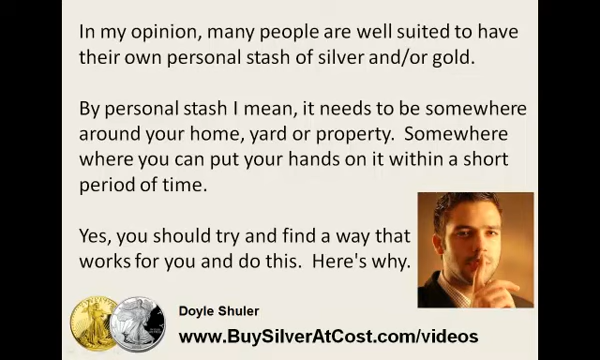 In my opinion, many people are well suited to have
their own personal stash of silver and/or gold.
By personal stash I mean, it needs to be somewhere
around your home, yard or property.  Somewhere
where you can put your hands on it within a short
period of time.
Yes, you should try and find a way that
works for you and do this.  Here's why.
Doyle Shuler
www.BuySilverAtCost.com/videos